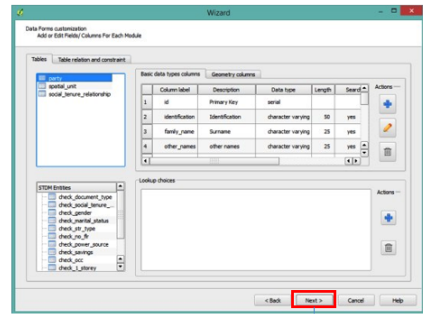 Wizard
Data Forms customization
Add or Edit Fields/ Columns For Each Module
Tables Table relation and constraint
party
spatial_unit
social_tenure_relationship
Basic data types columns Geometry columns
Column label Description Data type Length Search
1 id Primary Key serial
2 identification Identification character varying 50 yes
3 family_name Surname character varying 25 yes
4 other_names other names character varying 25 yes
Actions
STDM Entities
check_document_type
check_social_tenure_...
check_gender
check_marital_status
check_str_type
check_no_flr
check_power_source
check_savings
check_occ
check_1_storey
Lookup choices
Actions
< Back Next > Cancel Help